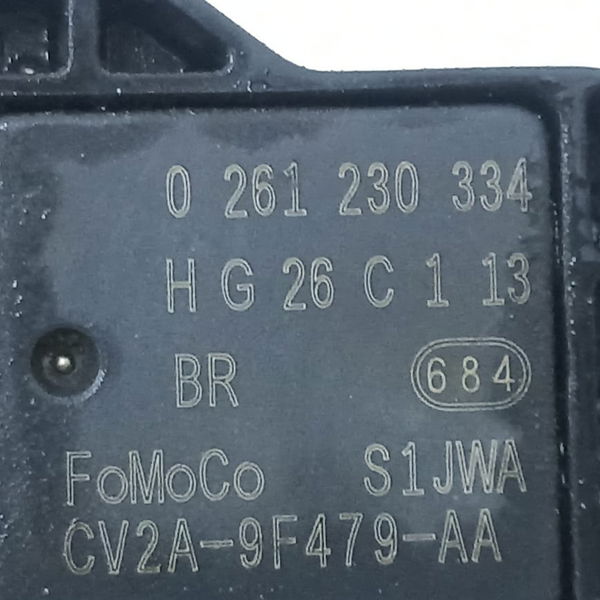 0 261 230 334
H G 26 C 1 13
BR 684
FoMoCo S1JWA
CV2A-9F479-AA